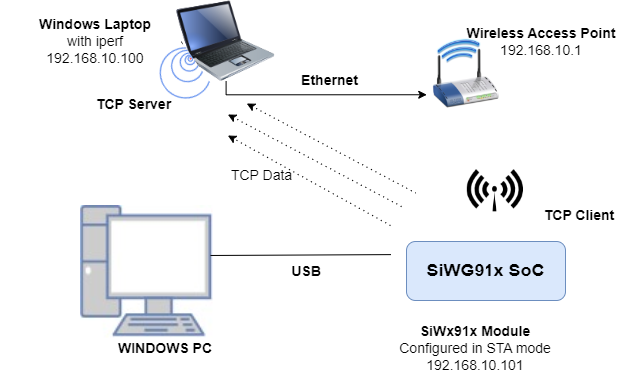 Windows Laptop
with iperf
192.168.10.100
Wireless Access Point
192.168.10.1
Ethernet
TCP Server
TCP Data
TCP Client
USB
SiWG91x SoC
WINDOWS PC
SiWx91x Module
Configured in STA mode
192.168.10.101